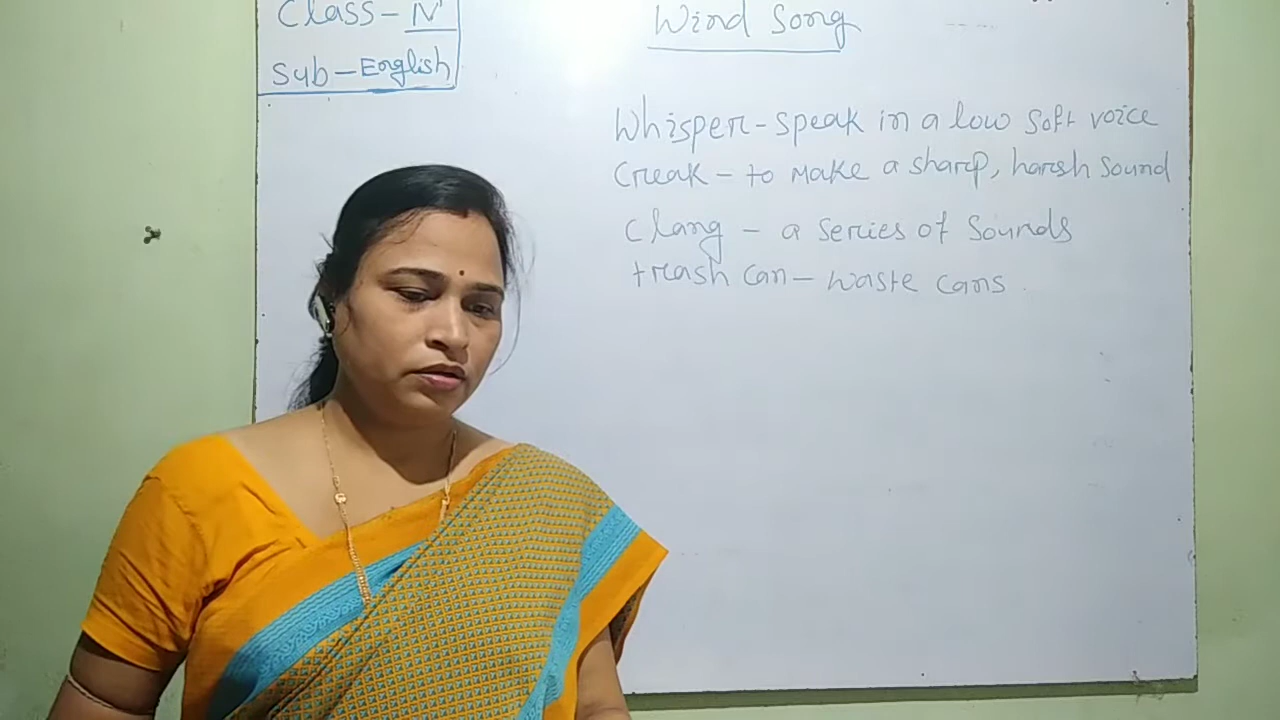 Class - IV
Sub - English
Wind Song
Whisper - speak in a low soft voice
Creak - to make a sharp, harsh sound
Clang - a series of sounds
trash can - waste cans.